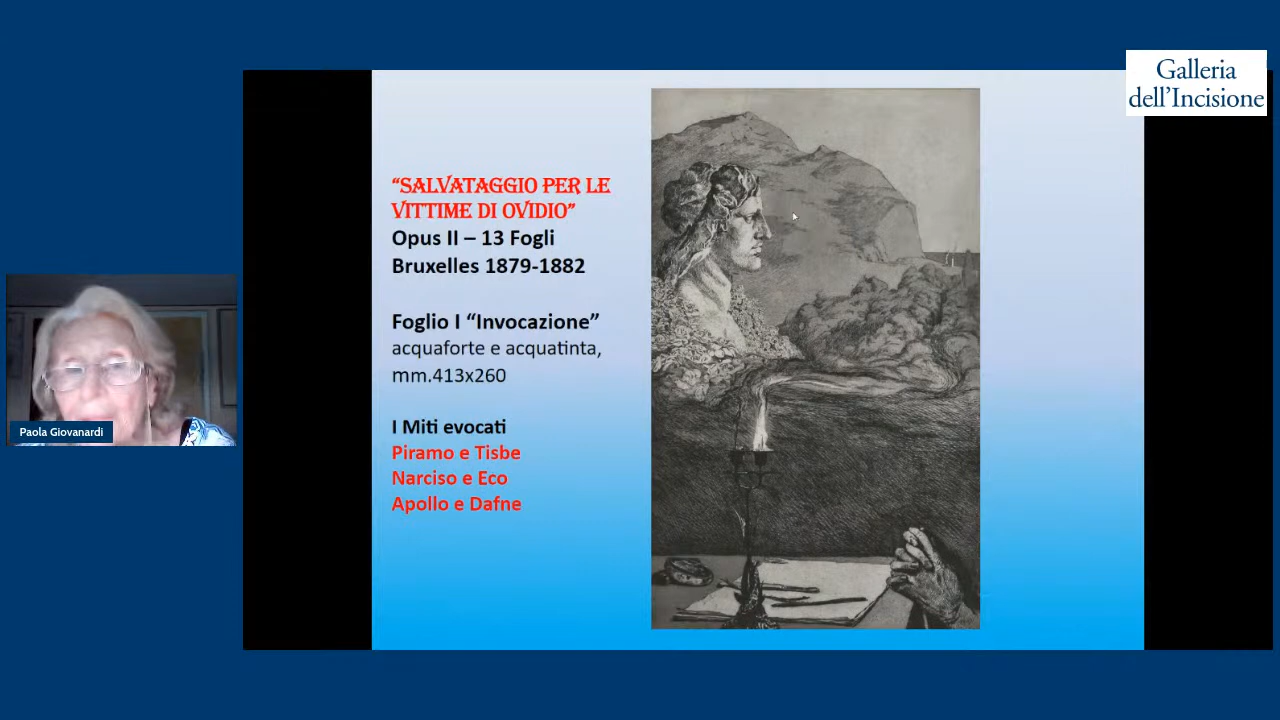 Galleria
dell'Incisione
“SALVATAGGIO PER LE
VITTIME DI OVIDIO”
Opus II – 13 Fogli
Bruxelles 1879-1882
Foglio I “Invocazione”
acquaforte e acquatinta,
mm.413x260
I Miti evocati
Piramo e Tisbe
Narciso e Eco
Apollo e Dafne
Paola Giovanardi